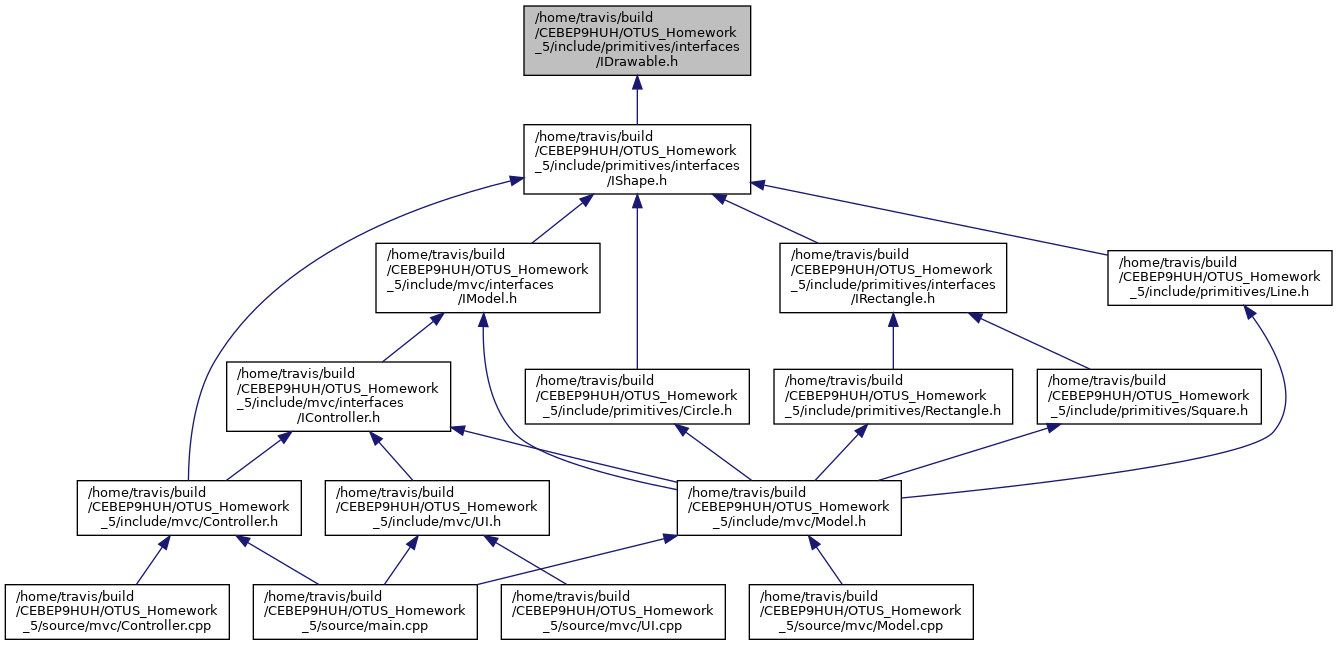 /home/travis/build
/CEBEP9HUH/OTUS_Homework
_5/include/primitives/interfaces
/IDrawable.h
/home/travis/build
/CEBEP9HUH/OTUS_Homework
_5/include/primitives/interfaces
/IShape.h
/home/travis/build
/CEBEP9HUH/OTUS_Homework
_5/include/mvc/interfaces
/IModel.h
/home/travis/build
/CEBEP9HUH/OTUS_Homework
_5/include/primitives/interfaces
/IRectangle.h
/home/travis/build
/CEBEP9HUH/OTUS_Homework
_5/include/primitives/Line.h
/home/travis/build
/CEBEP9HUH/OTUS_Homework
_5/include/mvc/interfaces
/IController.h
/home/travis/build
/CEBEP9HUH/OTUS_Homework
_5/include/primitives/Circle.h
/home/travis/build
/CEBEP9HUH/OTUS_Homework
_5/include/primitives/Rectangle.h
/home/travis/build
/CEBEP9HUH/OTUS_Homework
_5/include/primitives/Square.h
/home/travis/build
/CEBEP9HUH/OTUS_Homework
_5/include/mvc/Controller.h
/home/travis/build
/CEBEP9HUH/OTUS_Homework
_5/include/mvc/UI.h
/home/travis/build
/CEBEP9HUH/OTUS_Homework
_5/include/mvc/Model.h
/home/travis/build
/CEBEP9HUH/OTUS_Homework
_5/source/mvc/Controller.cpp
/home/travis/build
/CEBEP9HUH/OTUS_Homework
_5/source/main.cpp
/home/travis/build
/CEBEP9HUH/OTUS_Homework
_5/source/mvc/UI.cpp
/home/travis/build
/CEBEP9HUH/OTUS_Homework
_5/source/mvc/Model.cpp